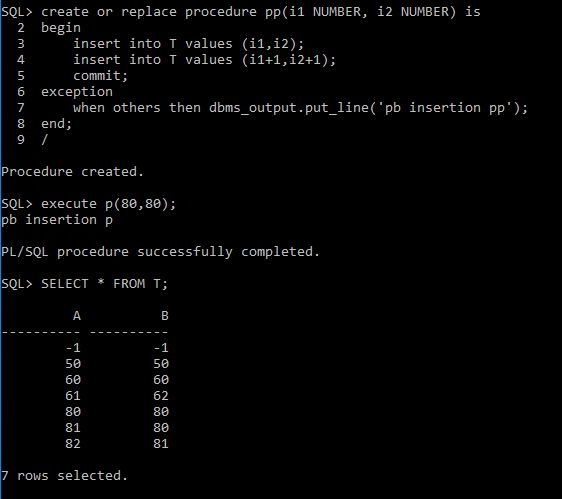 SQL> create or replace procedure pp(i1 NUMBER, i2 NUMBER) is
  2  begin
  3      insert into T values (i1,i2);
  4      insert into T values (i1+1,i2+1);
  5      commit;
  6  exception
  7      when others then dbms_output.put_line('pb insertion pp');
  8  end;
  9  /
Procedure created.
SQL> execute p(80,80);
pb insertion p
PL/SQL procedure successfully completed.
SQL> SELECT * FROM T;
         A          B
---------- ----------
        -1         -1
        50         50
        60         60
        61         62
        80         80
        81         80
        82         81
7 rows selected.